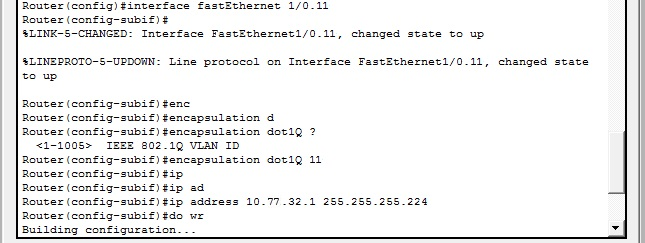 Router(config)#interface fastEthernet 1/0.11
Router(config-subif)#
%LINK-5-CHANGED: Interface FastEthernet1/0.11, changed state to up
%LINEPROTO-5-UPDOWN: Line protocol on Interface FastEthernet1/0.11, changed state
to up
Router(config-subif)#enc
Router(config-subif)#encapsulation d
Router(config-subif)#encapsulation dot1Q ?
<1-1005> IEEE 802.1Q VLAN ID
Router(config-subif)#encapsulation dot1Q 11
Router(config-subif)#ip
Router(config-subif)#ip ad
Router(config-subif)#ip address 10.77.32.1 255.255.255.224
Router(config-subif)#do wr
Building configuration...